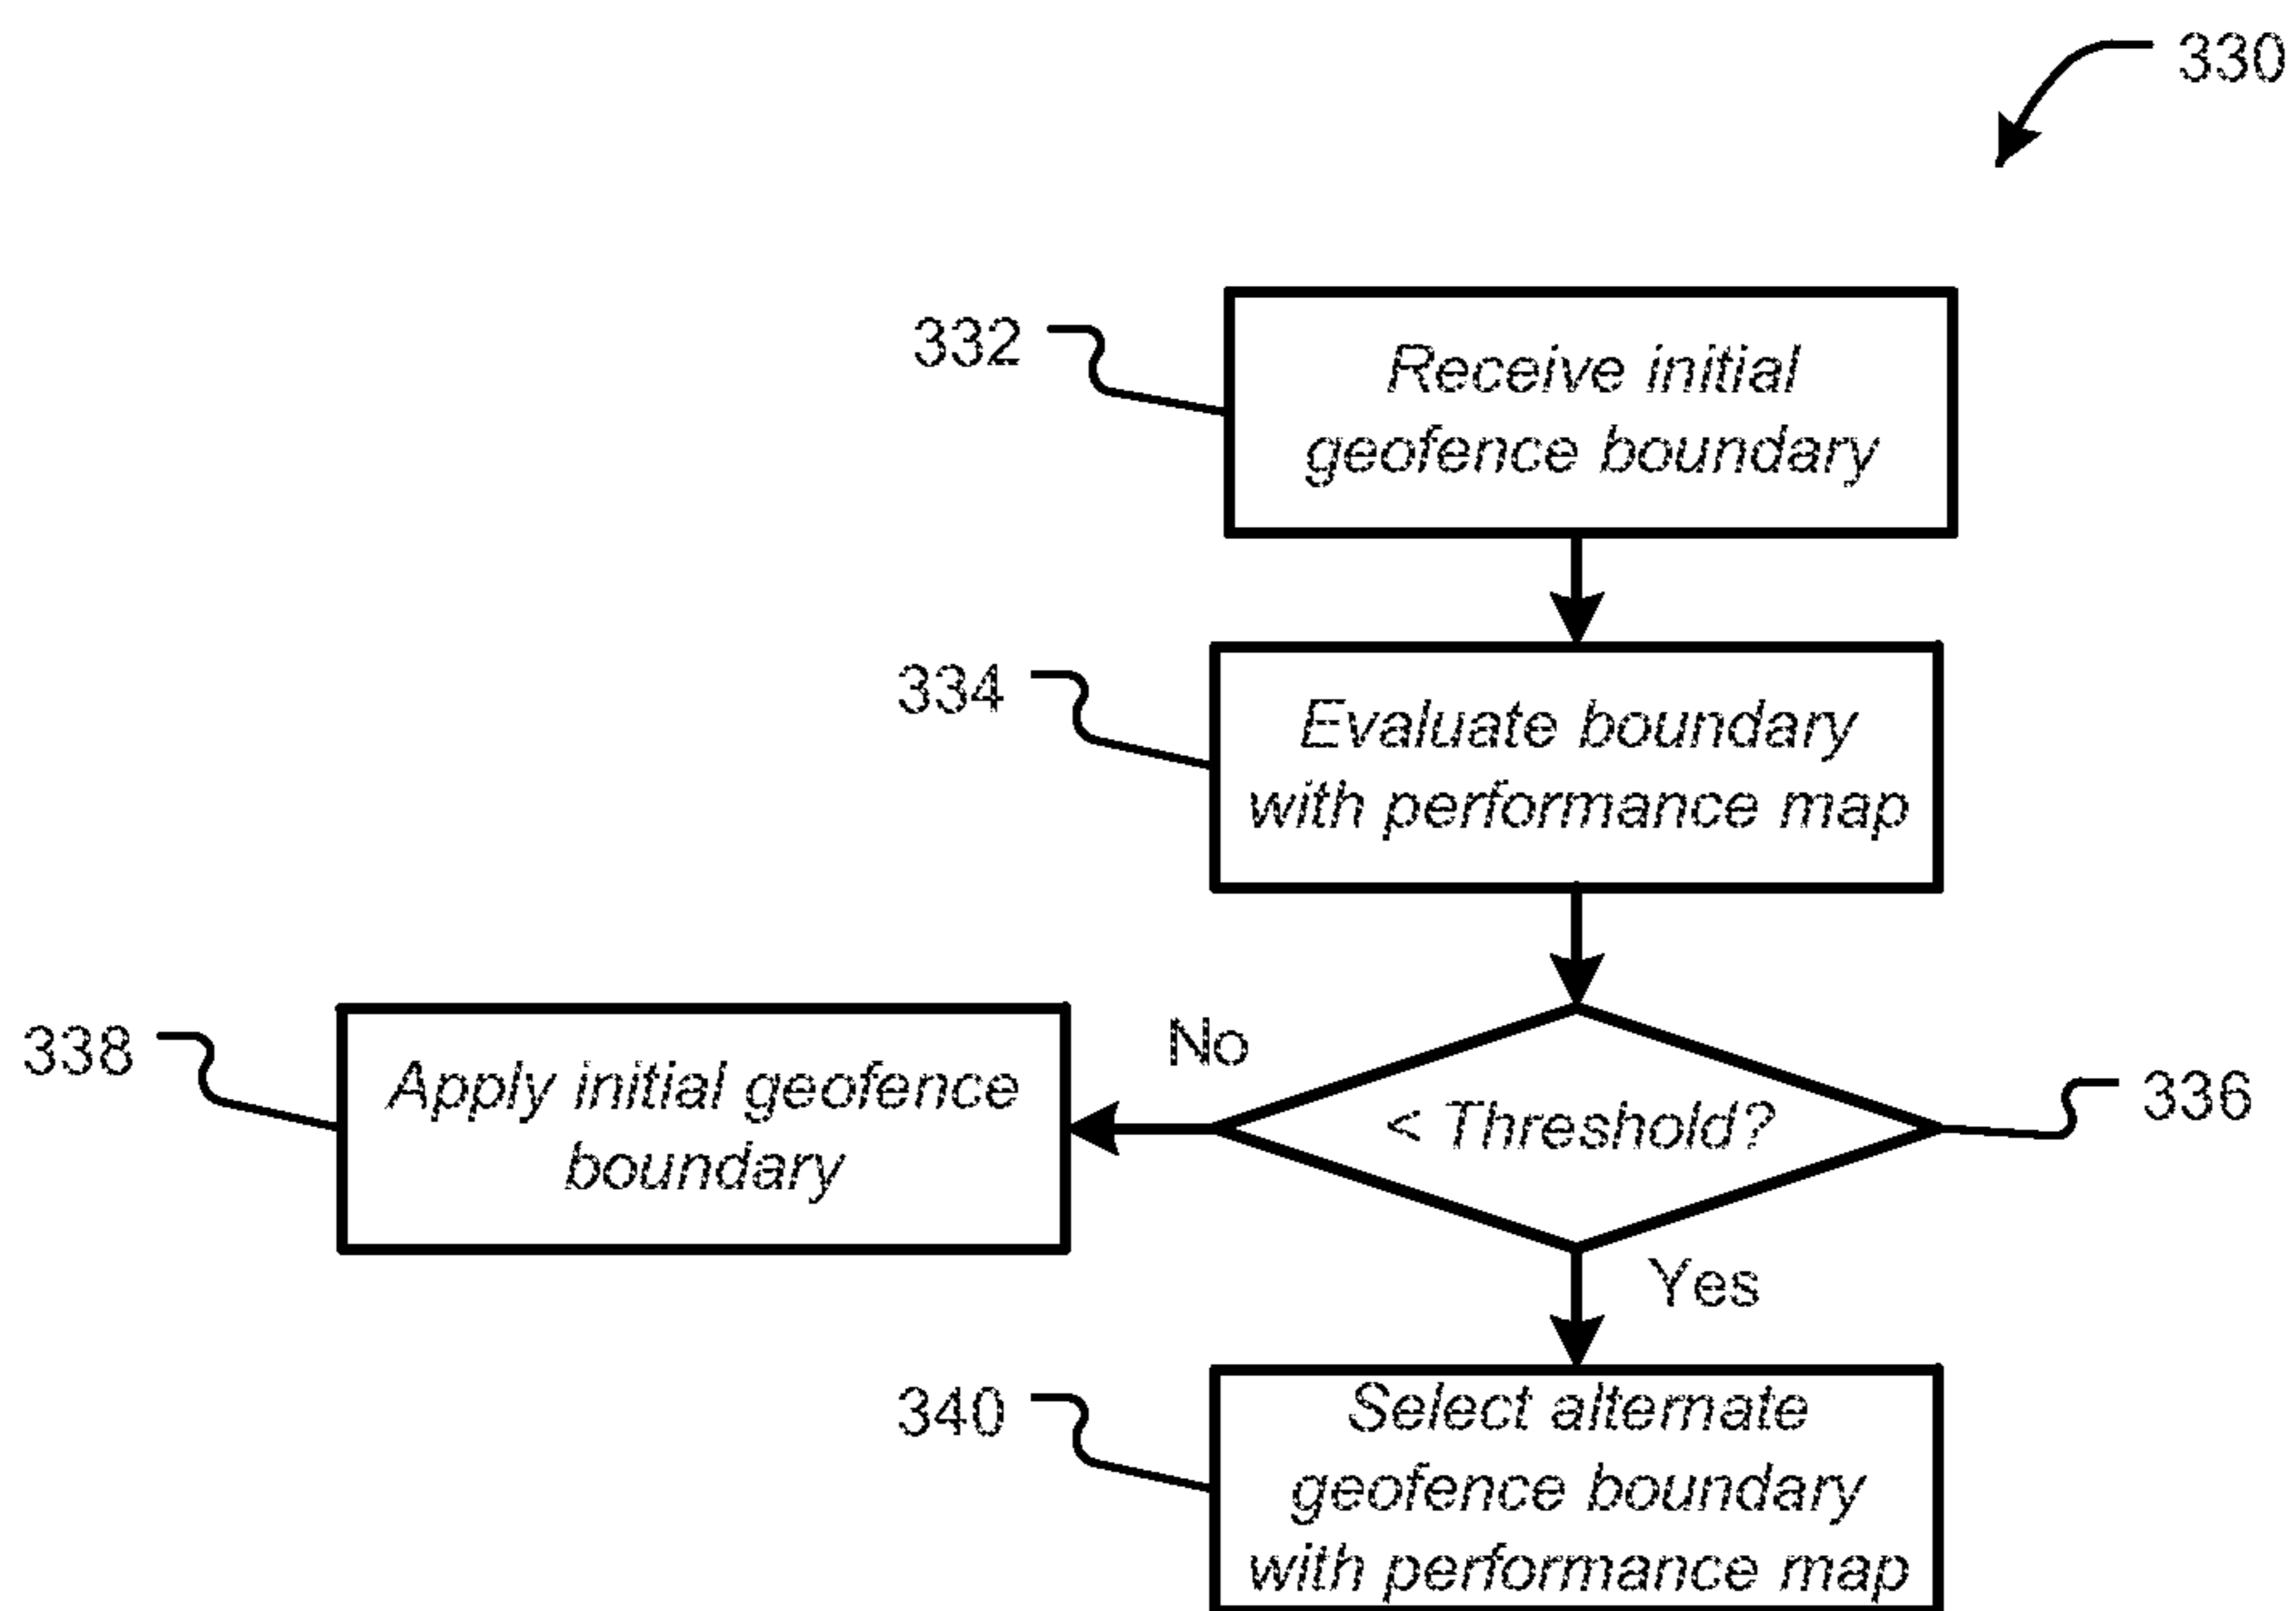 330
332
Receive initial
geofence boundary
334
Evaluate boundary
with performance map
338
Apply initial geofence
boundary
No
< Threshold?
336
Yes
340
Select alternate
geofence boundary
with performance map